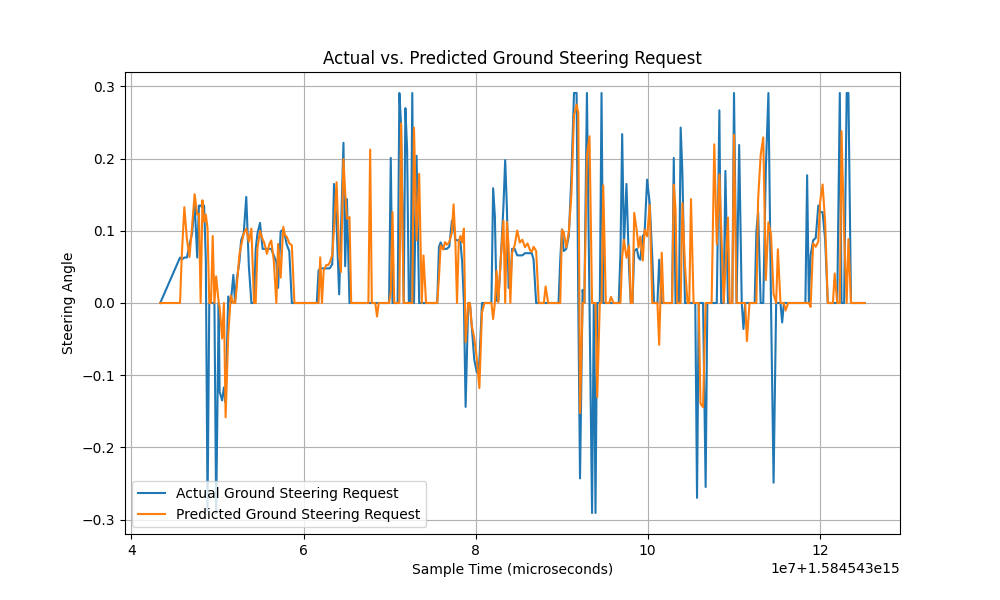 Actual vs. Predicted Ground Steering Request
0.3
0.2
0.1
0.0
−0.1
−0.2
−0.3
Steering Angle
Actual Ground Steering Request
Predicted Ground Steering Request
4 6 8 10 12
Sample Time (microseconds)
1e7+1.584543e15